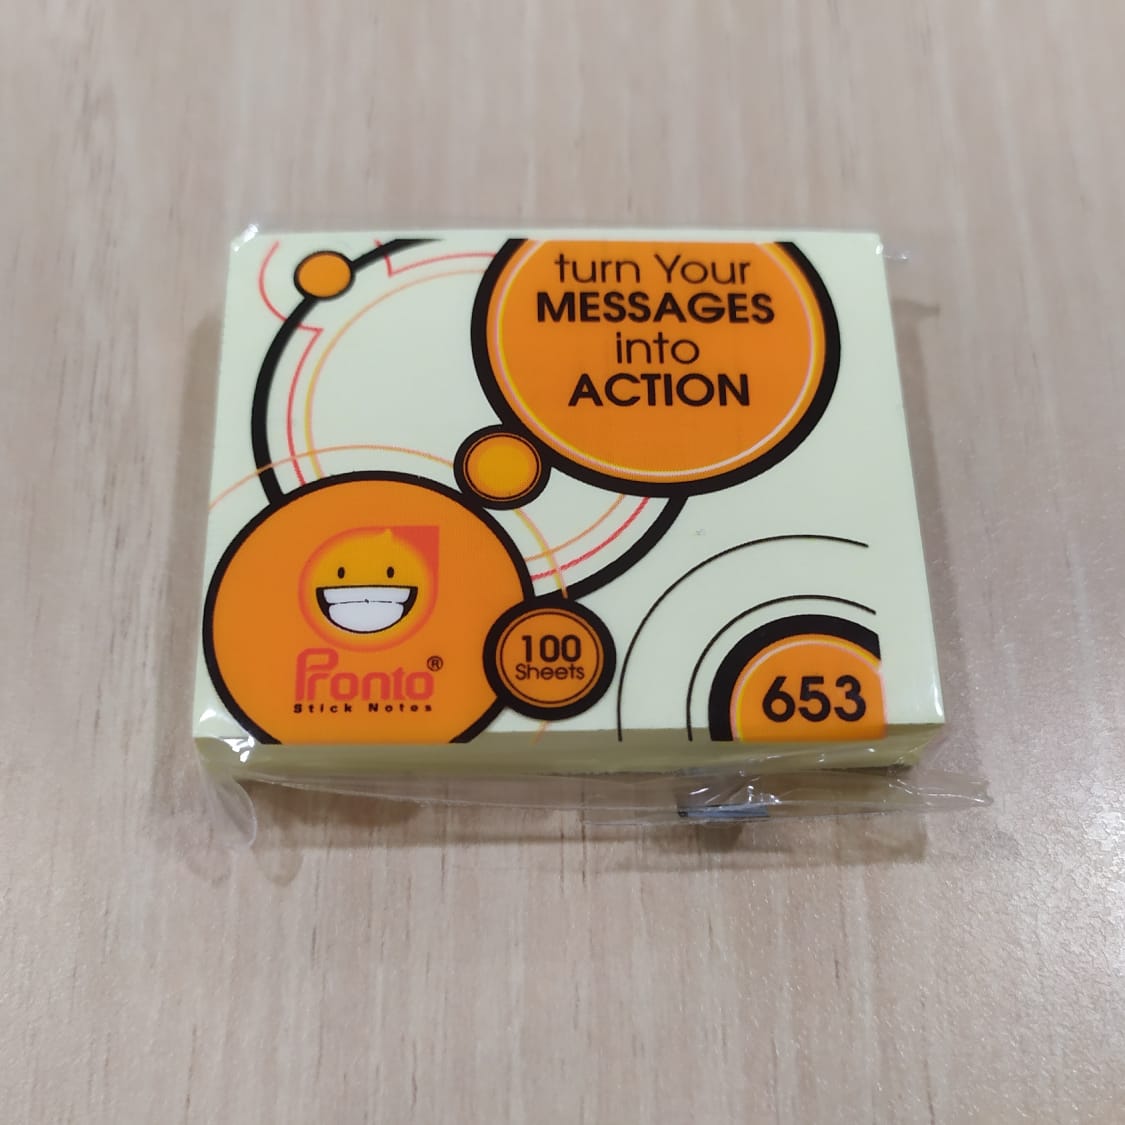 turn Your
MESSAGES
into
ACTION
Pronto®
Stick Notes
100
Sheets
653